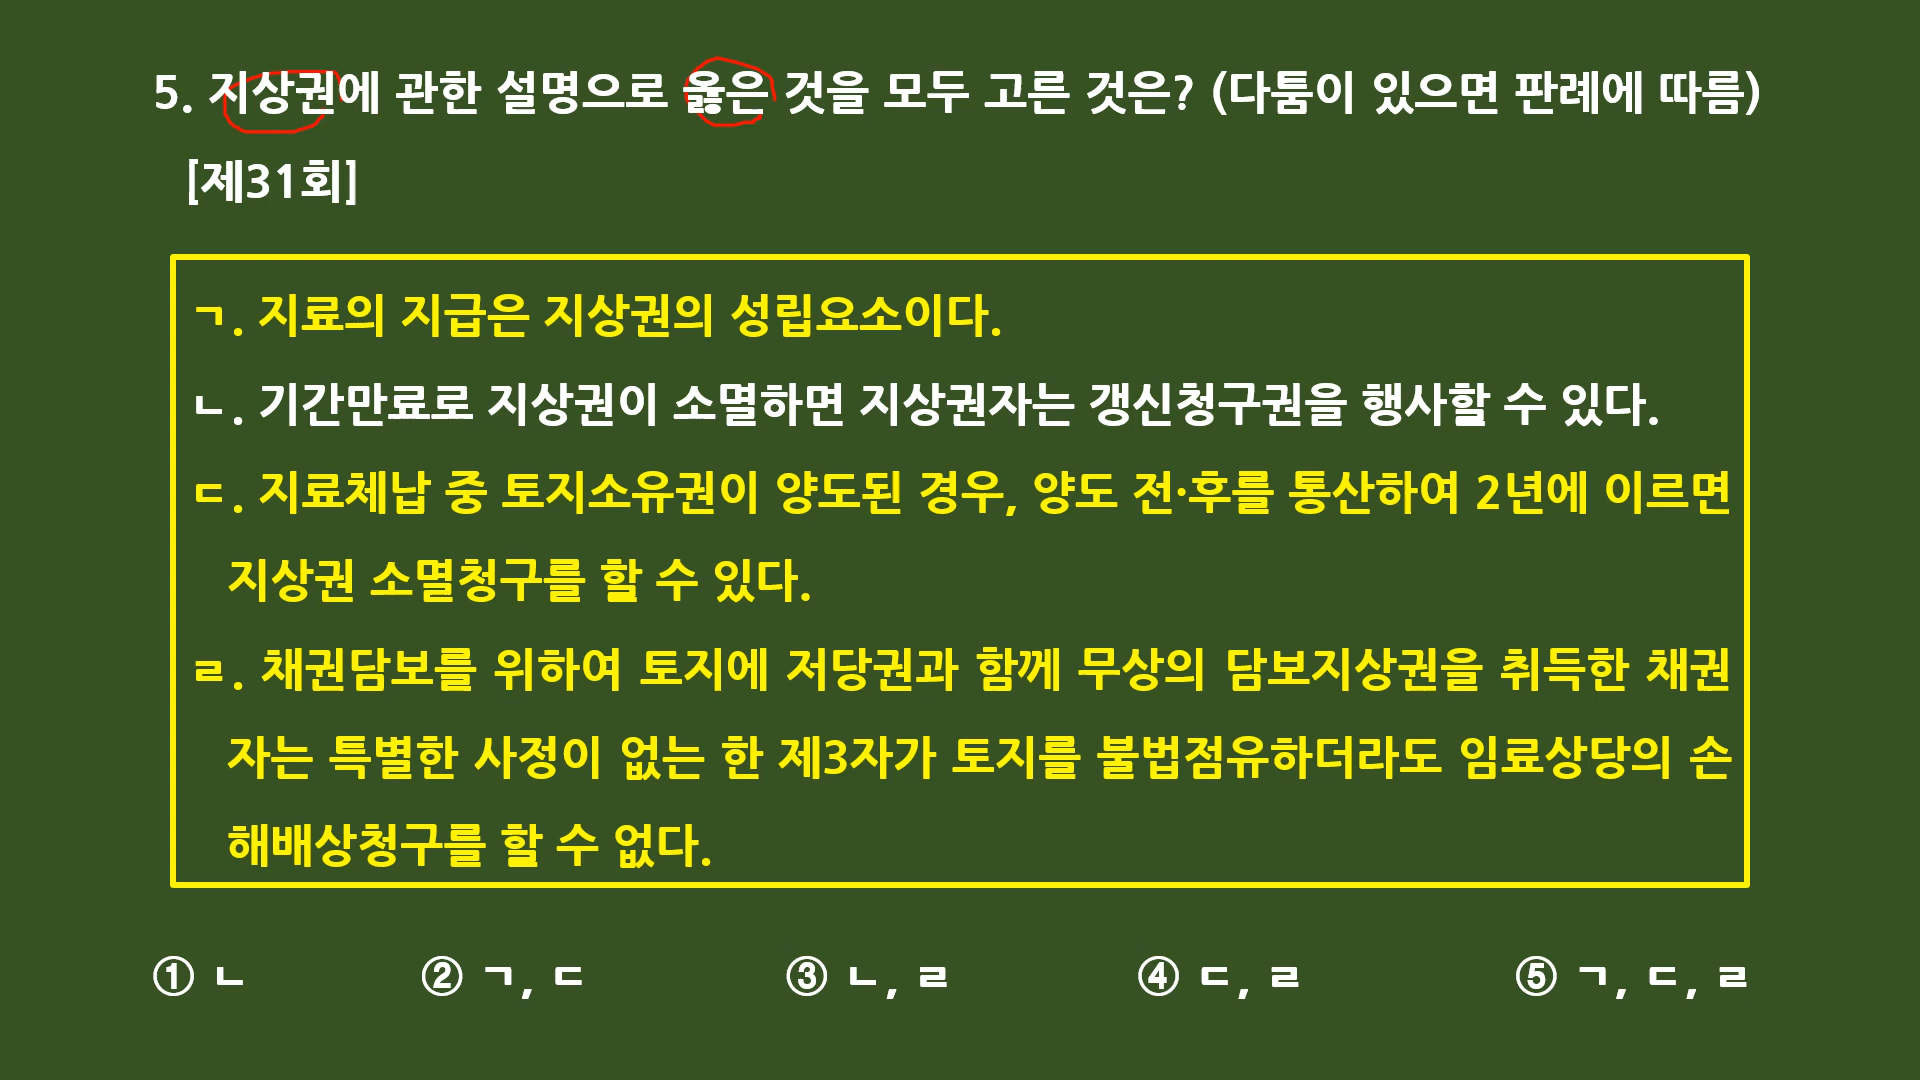 5. 지상권에 관한 설명으로 옳은 것을 모두 고른 것은? (다툼이 있으면 판례에 따름)
[제31회]
ㄱ. 지료의 지급은 지상권의 성립요소이다.
ㄴ. 기간만료로 지상권이 소멸하면 지상권자는 갱신청구권을 행사할 수 있다.
ㄷ. 지료체납 중 토지소유권이 양도된 경우, 양도 전·후를 통산하여 2년에 이르면
지상권 소멸청구를 할 수 있다.
ㄹ. 채권담보를 위하여 토지에 저당권과 함께 무상의 담보지상권을 취득한 채권
자는 특별한 사정이 없는 한 제3자가 토지를 불법점유하더라도 임료상당의 손
해배상청구를 할 수 없다.
① ㄴ ② ㄱ, ㄷ ③ ㄴ, ㄹ ④ ㄷ, ㄹ ⑤ ㄱ, ㄷ, ㄹ